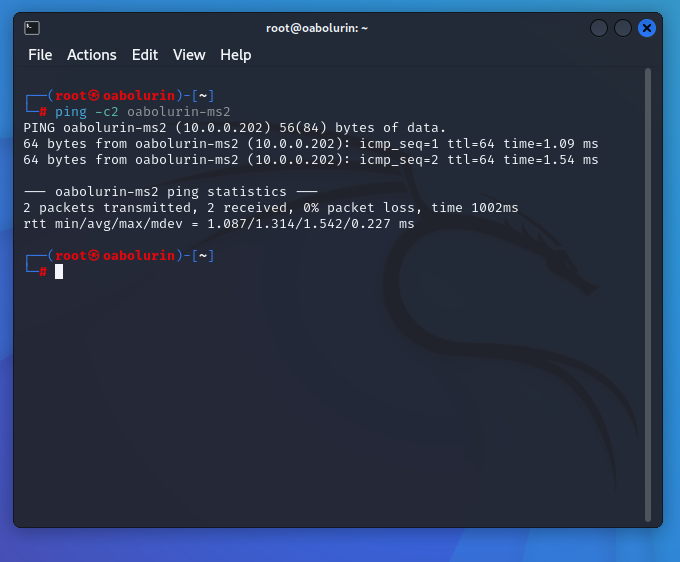 root@oabolurin: ~
File Actions Edit View Help
┌──(root㉿oabolurin)-[~]
└─# ping -c2 oabolurin-ms2
PING oabolurin-ms2 (10.0.0.202) 56(84) bytes of data.
64 bytes from oabolurin-ms2 (10.0.0.202): icmp_seq=1 ttl=64 time=1.09 ms
64 bytes from oabolurin-ms2 (10.0.0.202): icmp_seq=2 ttl=64 time=1.54 ms
--- oabolurin-ms2 ping statistics ---
2 packets transmitted, 2 received, 0% packet loss, time 1002ms
rtt min/avg/max/mdev = 1.087/1.314/1.542/0.227 ms
┌──(root㉿oabolurin)-[~]
└─#